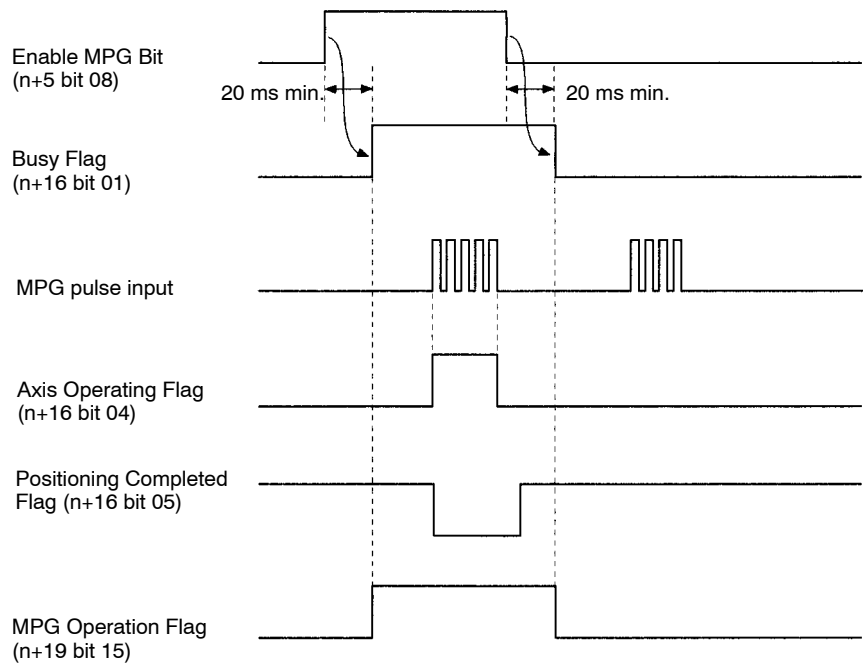 Enable MPG Bit
(n+5 bit 08)
20 ms min.
20 ms min.
Busy Flag
(n+16 bit 01)
MPG pulse input
Axis Operating Flag
(n+16 bit 04)
Positioning Completed
Flag (n+16 bit 05)
MPG Operation Flag
(n+19 bit 15)